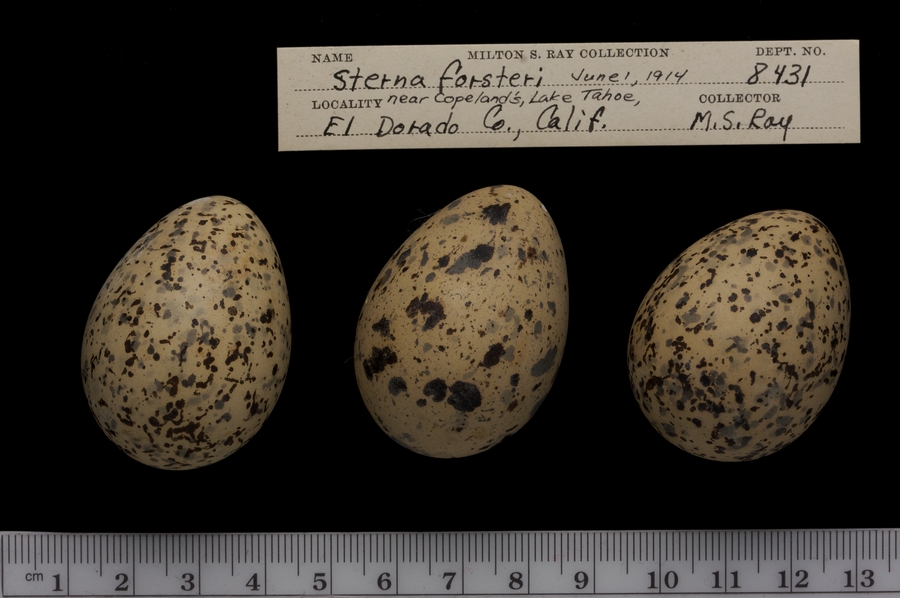 NAME MILTON S. RAY COLLECTION DEPT. NO.
Sterna forsteri June 1, 1914 8431
LOCALITY near Copeland's, Lake Tahoe, COLLECTOR
El Dorado Co., Calif. M.S. Ray
cm 1 2 3 4 5 6 7 8 9 10 11 12 13